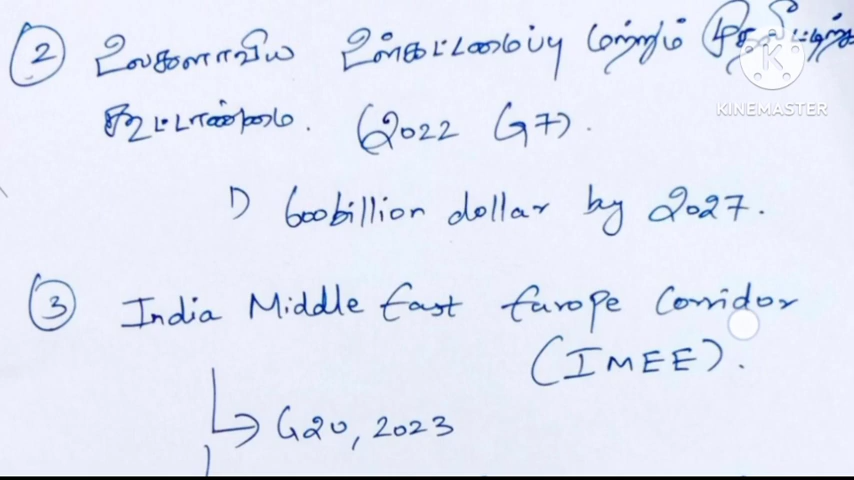 ② உலகளாவிய உள்கட்டமைப்பு மற்றும்
கூட்டாண்மை. (2022 G7).
1) 600 billion dollar by 2027.
③ India Middle East Europe Corridor
(IMEE).
↳ G20, 2023
KINEMASTER